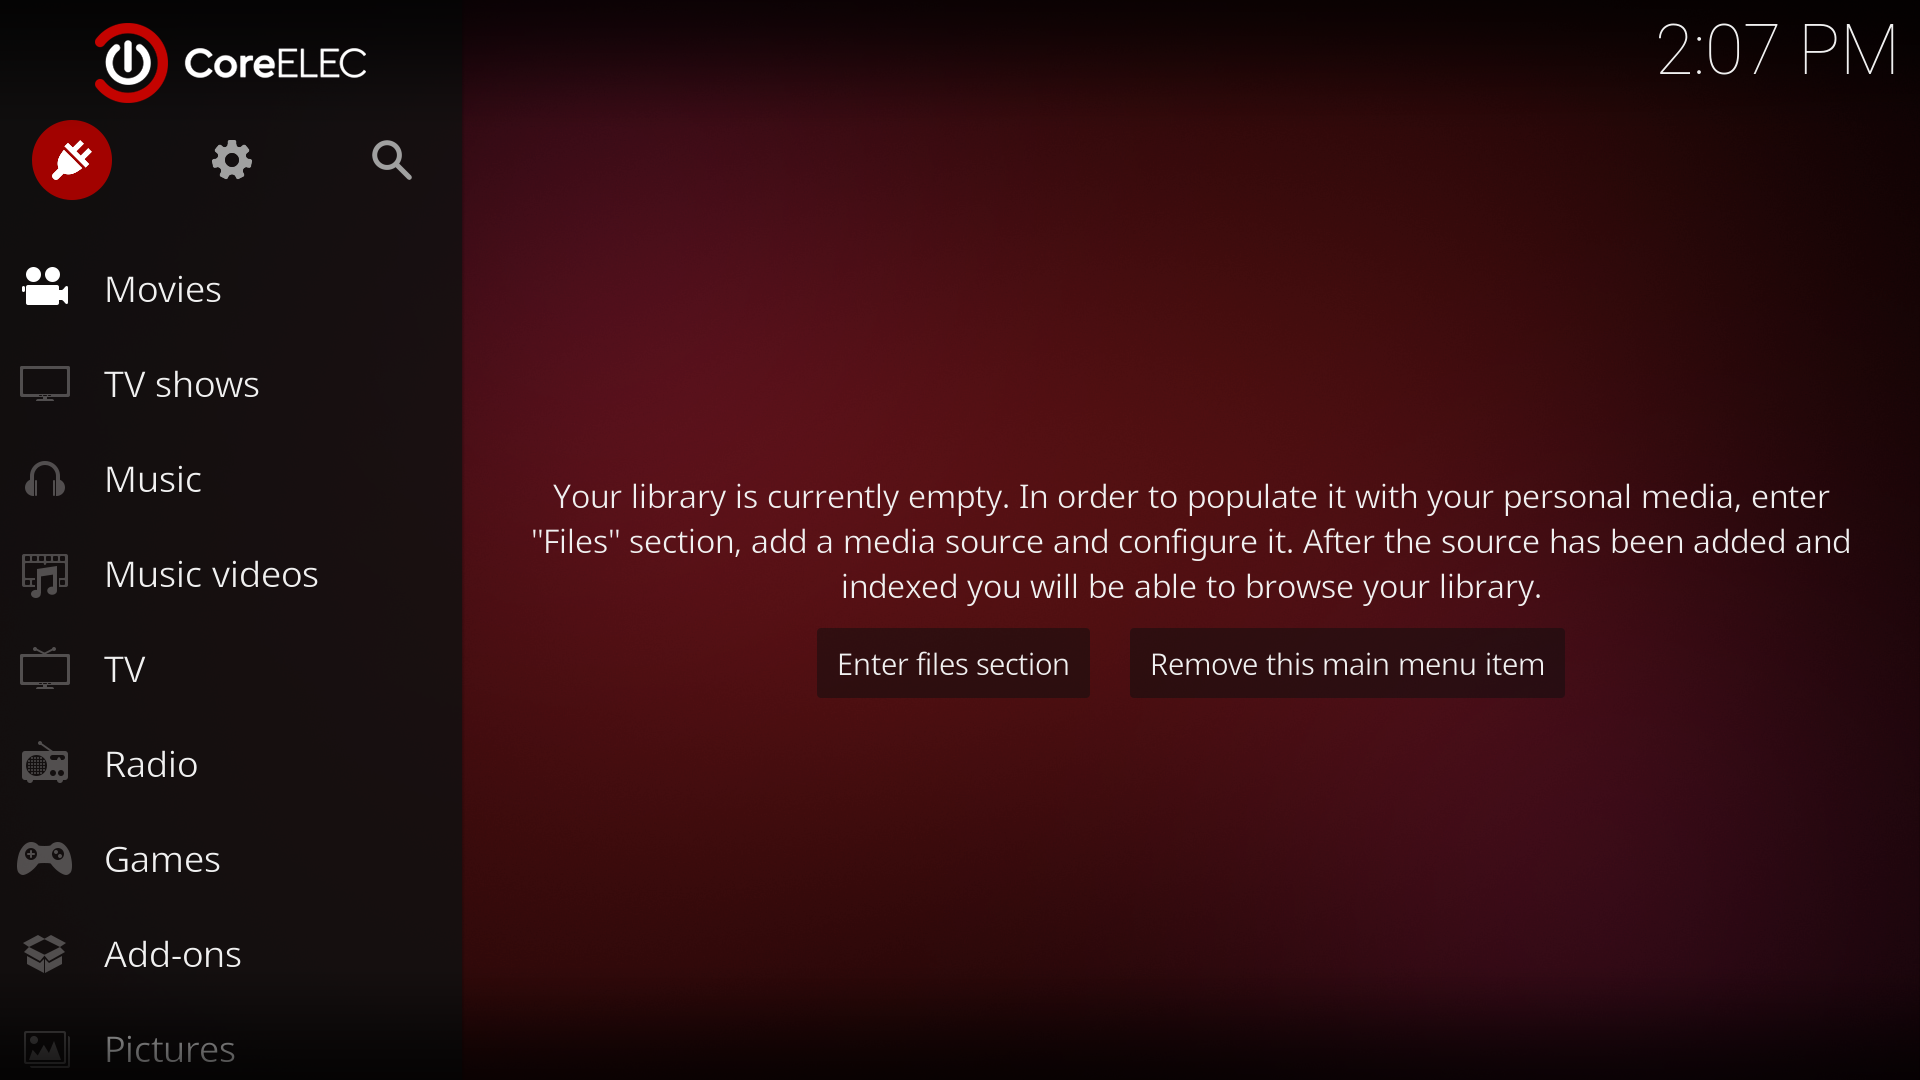 CoreELEC
2:07 PM
Movies
TV shows
Music
Music videos
TV
Radio
Games
Add-ons
Pictures
Your library is currently empty. In order to populate it with your personal media, enter
"Files" section, add a media source and configure it. After the source has been added and
indexed you will be able to browse your library.
Enter files section
Remove this main menu item